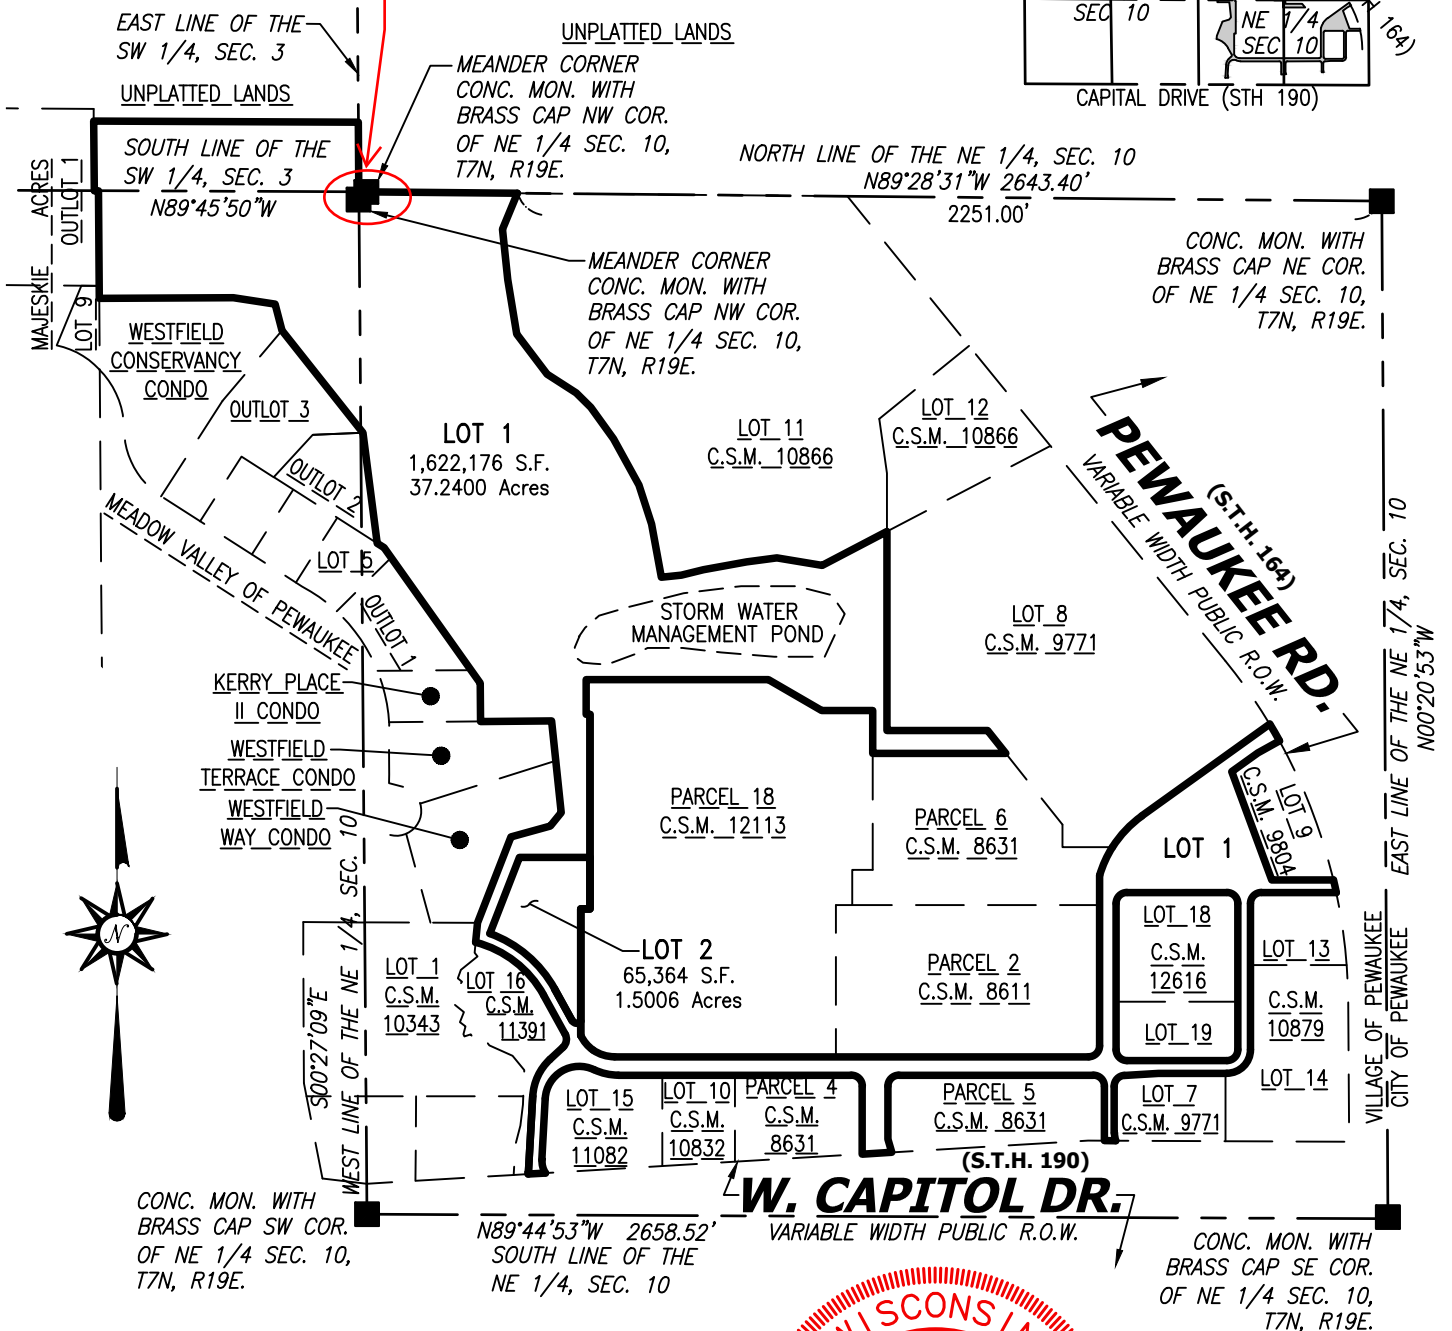 EAST LINE OF THE
SW 1/4, SEC. 3
UNPLATTED LANDS
UNPLATTED LANDS
MEANDER CORNER
CONC. MON. WITH
BRASS CAP NW COR.
OF NE 1/4 SEC. 10,
T7N, R19E.
SEC 10
NE 1/4
SEC 10
164)
CAPITAL DRIVE (STH 190)
SOUTH LINE OF THE
SW 1/4, SEC. 3
N89°45'50"W
NORTH LINE OF THE NE 1/4, SEC. 10
N89°28'31"W 2643.40'
2251.00'
MAJESKIE ACRES
OUTLOT 1
LOT 9
MEANDER CORNER
CONC. MON. WITH
BRASS CAP NW COR.
OF NE 1/4 SEC. 10,
T7N, R19E.
CONC. MON. WITH
BRASS CAP NE COR.
OF NE 1/4 SEC. 10,
T7N, R19E.
WESTFIELD
CONSERVANCY
CONDO
OUTLOT 3
OUTLOT 2
LOT 5
OUTLOT 1
MEADOW VALLEY OF PEWAUKEE
LOT 1
1,622,176 S.F.
37.2400 Acres
LOT 11
C.S.M. 10866
LOT 12
C.S.M. 10866
PEWAUKEE RD.
(S.T.H. 164)
VARIABLE WIDTH PUBLIC R.O.W.
EAST LINE OF THE NE 1/4, SEC. 10
N00°20'53"W
STORM WATER
MANAGEMENT POND
LOT 8
C.S.M. 9771
KERRY PLACE
II CONDO
WESTFIELD
TERRACE CONDO
WESTFIELD
WAY CONDO
PARCEL 18
C.S.M. 12113
PARCEL 6
C.S.M. 8631
LOT 1
LOT 9
C.S.M. 9804
N
WEST LINE OF THE NE 1/4, SEC. 10
S00°27'09"E
LOT 1
C.S.M.
10343
LOT 16
C.S.M.
11391
LOT 2
65,364 S.F.
1.5006 Acres
PARCEL 2
C.S.M. 8611
LOT 18
C.S.M.
12616
LOT 19
LOT 13
C.S.M.
10879
LOT 14
VILLAGE OF PEWAUKEE
CITY OF PEWAUKEE
LOT 15
C.S.M.
11082
LOT 10
C.S.M.
10832
PARCEL 4
C.S.M.
8631
PARCEL 5
C.S.M. 8631
LOT 7
C.S.M. 9771
(S.T.H. 190)
W. CAPITOL DR.
VARIABLE WIDTH PUBLIC R.O.W.
CONC. MON. WITH
BRASS CAP SW COR.
OF NE 1/4 SEC. 10,
T7N, R19E.
N89°44'53"W 2658.52'
SOUTH LINE OF THE
NE 1/4, SEC. 10
CONC. MON. WITH
BRASS CAP SE COR.
OF NE 1/4 SEC. 10,
T7N, R19E.
WISCONSIN